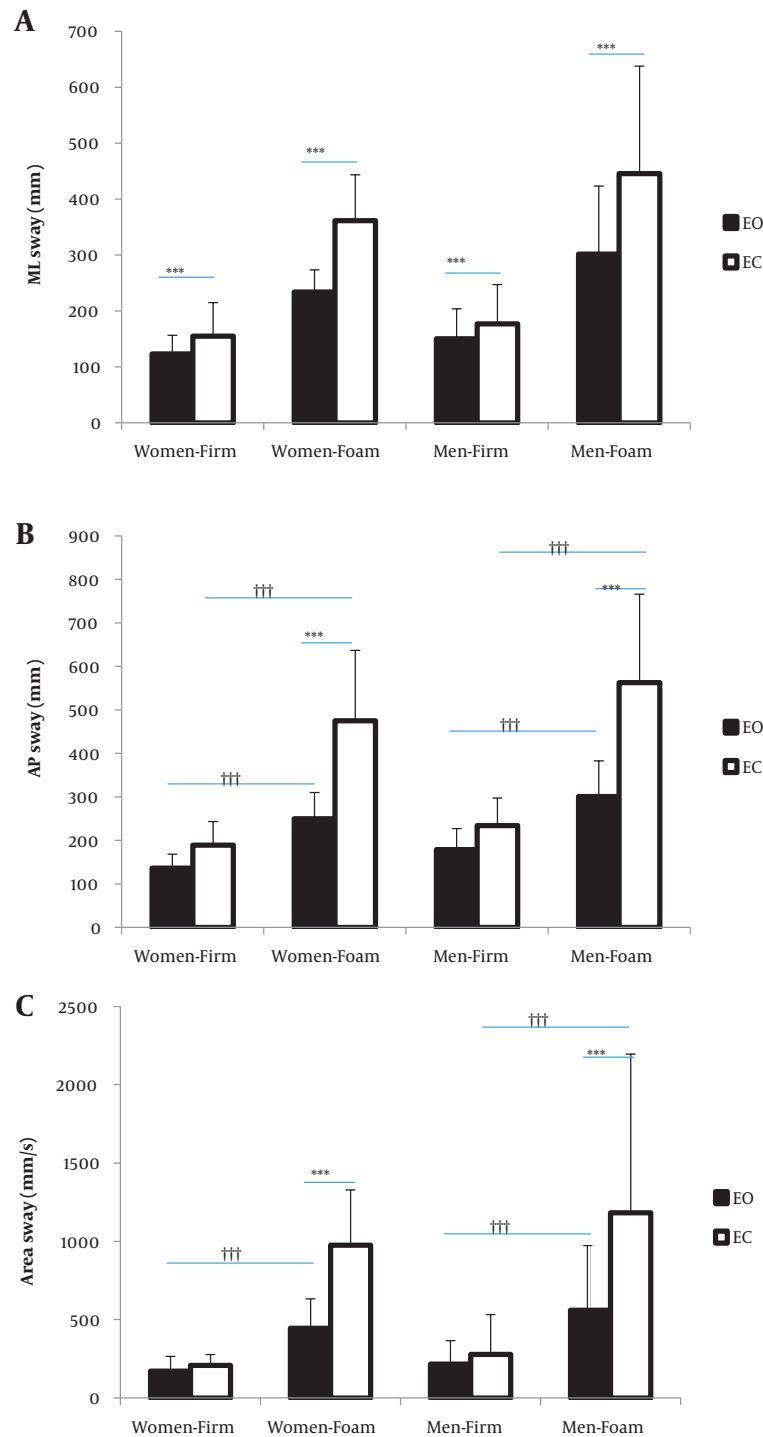 A
ML sway (mm)
700
600
500
400
300
200
100
0
***
***
***
***
EO
EC
Women-Firm Women-Foam Men-Firm Men-Foam
B
AP sway (mm)
900
800
700
600
500
400
300
200
100
0
†††
†††
***
***
†††
†††
EO
EC
Women-Firm Women-Foam Men-Firm Men-Foam
C
Area sway (mm/s)
2500
2000
1500
1000
500
0
†††
***
***
†††
†††
EO
EC
Women-Firm Women-Foam Men-Firm Men-Foam